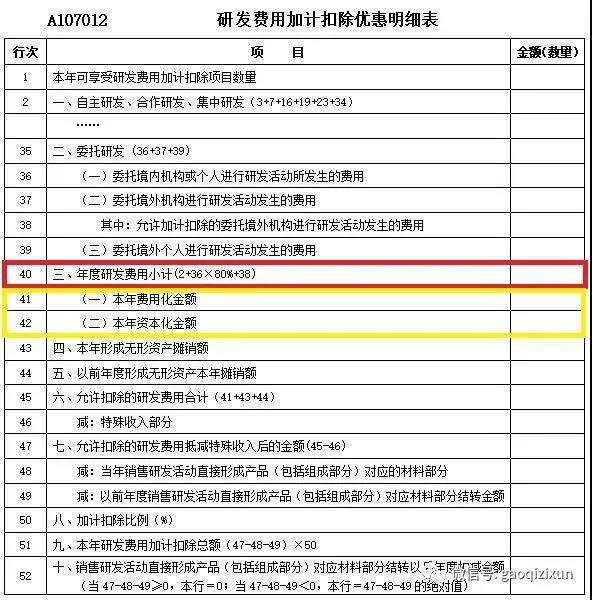 A107012 研发费用加计扣除优惠明细表
行次 项 目 金额(数量)
1 本年可享受研发费用加计扣除项目数量
2 一、自主研发、合作研发、集中研发(3+7+16+19+23+34)
……
35 二、委托研发 (36+37+39)
36 （一）委托境内机构或个人进行研发活动所发生的费用
37 （二）委托境外机构进行研发活动发生的费用
38 其中：允许加计扣除的委托境外机构进行研发活动发生的费用
39 （三）委托境外个人进行研发活动发生的费用
40 三、年度研发费用小计(2+36×80%+38)
41 （一）本年费用化金额
42 （二）本年资本化金额
43 四、本年形成无形资产摊销额
44 五、以前年度形成无形资产本年摊销额
45 六、允许扣除的研发费用合计（41+43+44）
46 减：特殊收入部分
47 七、允许扣除的研发费用抵减特殊收入后的金额(45-46)
48 减：当年销售研发活动直接形成产品（包括组成部分）对应的材料部分
49 减：以前年度销售研发活动直接形成产品（包括组成部分）对应材料部分结转金额
50 八、加计扣除比例（%）
51 九、本年研发费用加计扣除总额（47-48-49）×50
52 十、销售研发活动直接形成产品（包括组成部分）对应材料部分结转以后年度扣减金额
（当47-48-49≥0，本行＝0；当47-48-49＜0，本行＝47-48-49的绝对值）
微信号: gaoqizixun